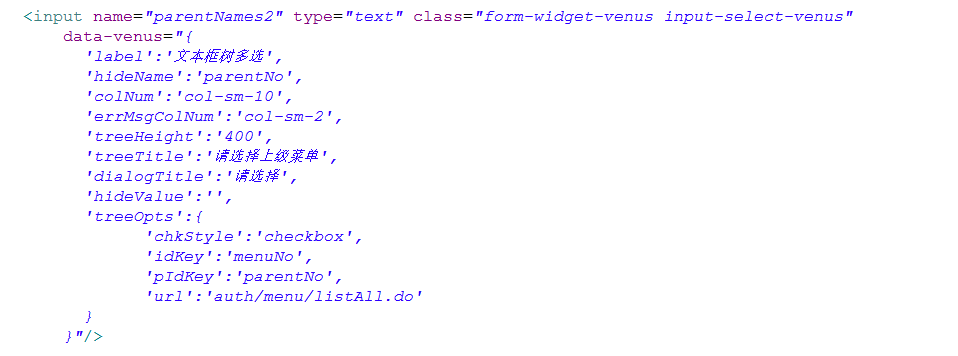 <input name="parentNames2" type="text" class="form-widget-venus input-select-venus"
data-venus="{
'label':'文本框树多选',
'hideName':'parentNo',
'colNum':'col-sm-10',
'errMsgColNum':'col-sm-2',
'treeHeight':'400',
'treeTitle':'请选择上级菜单',
'dialogTitle':'请选择',
'hideValue':'',
'treeOpts':{
'chkStyle':'checkbox',
'idKey':'menuNo',
'pIdKey':'parentNo',
'url':'auth/menu/listAll.do'
}
}"/>